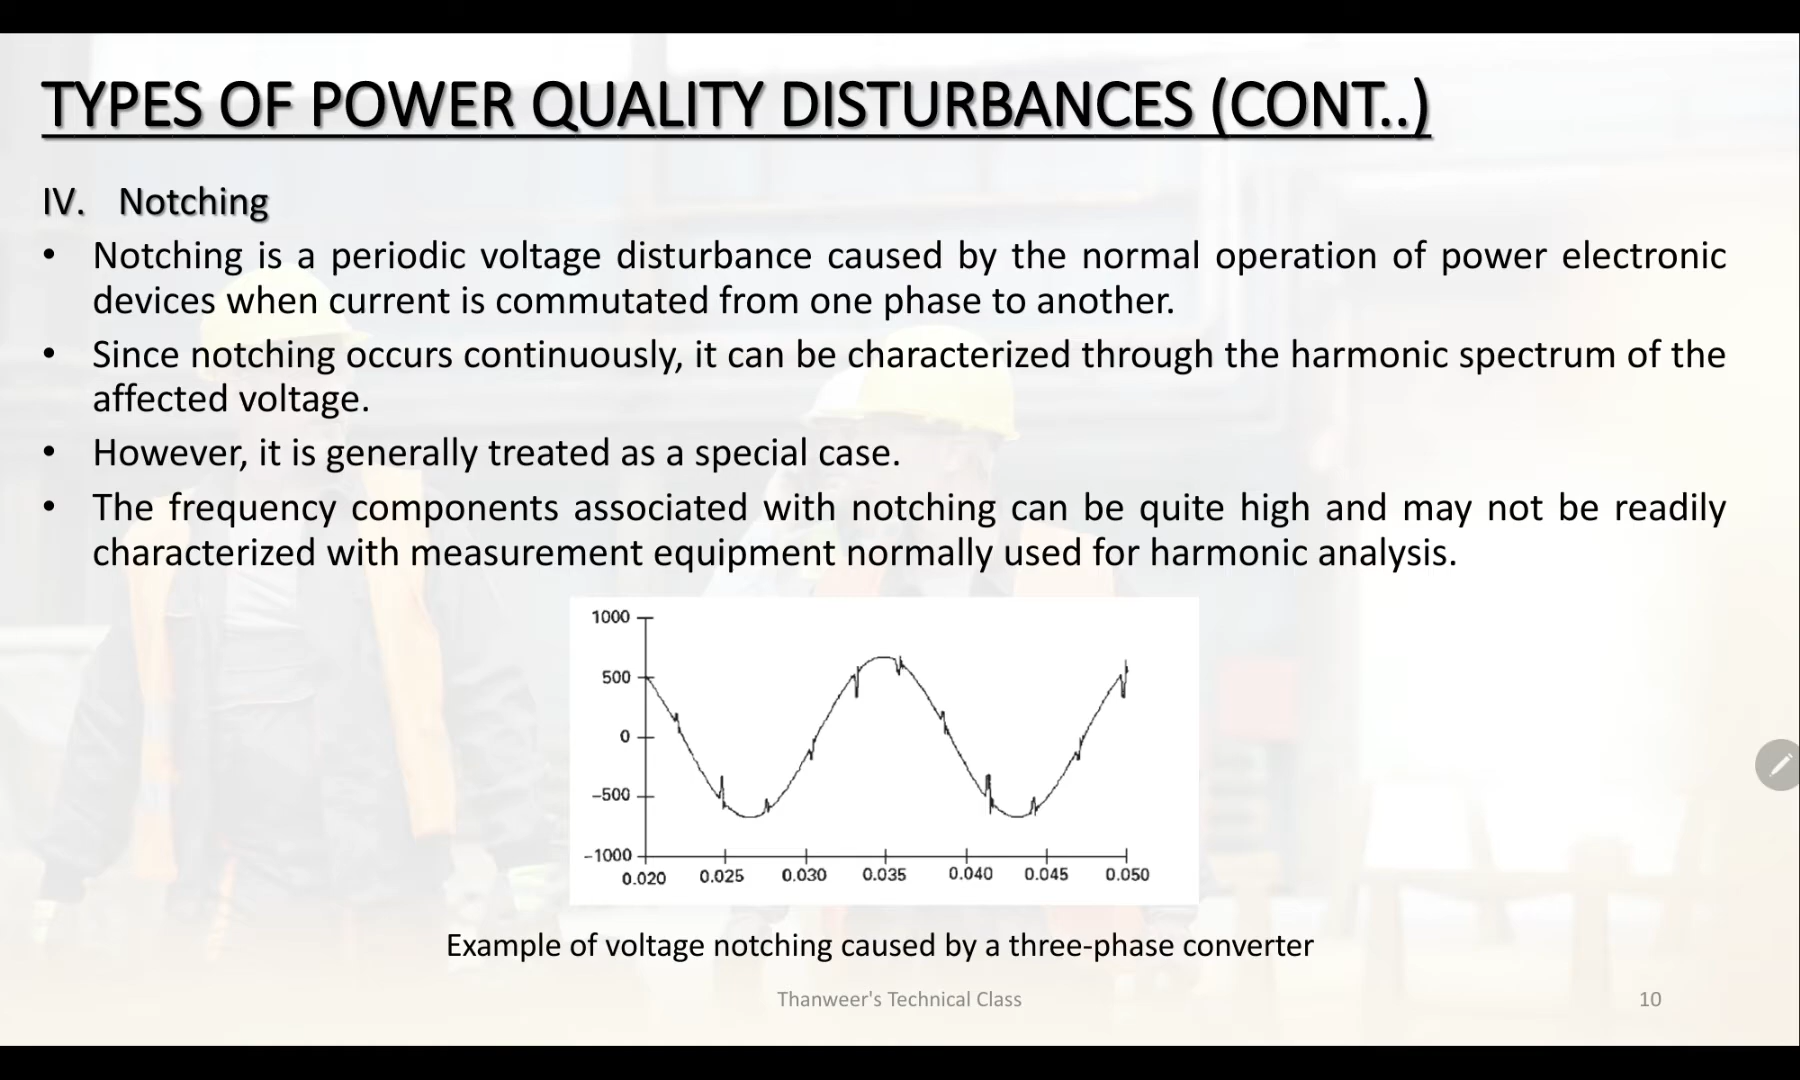 TYPES OF POWER QUALITY DISTURBANCES (CONT..)
IV. Notching
• Notching is a periodic voltage disturbance caused by the normal operation of power electronic
devices when current is commutated from one phase to another.
• Since notching occurs continuously, it can be characterized through the harmonic spectrum of the
affected voltage.
• However, it is generally treated as a special case.
• The frequency components associated with notching can be quite high and may not be readily
characterized with measurement equipment normally used for harmonic analysis.
1000
500
0
−500
−1000
0.020 0.025 0.030 0.035 0.040 0.045 0.050
Example of voltage notching caused by a three-phase converter
Thanweer's Technical Class 10